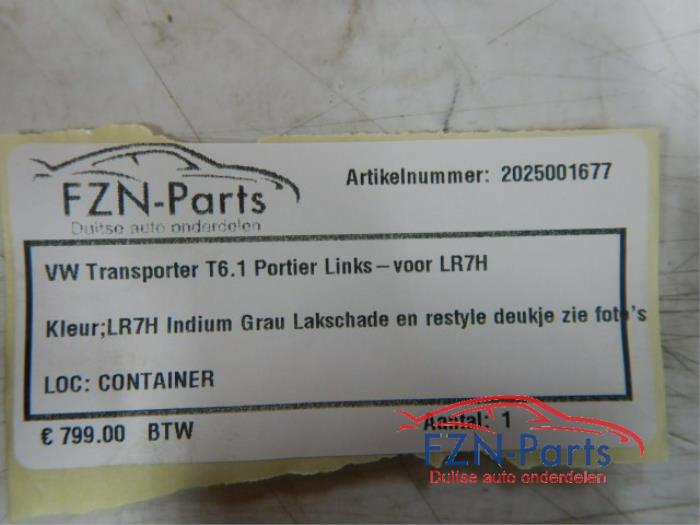 FZN-Parts
Duitse auto onderdelen
Artikelnummer: 2025001677
VW Transporter T6.1 Portier Links-voor LR7H
Kleur;LR7H Indium Grau Lakschade en restyle deukje zie foto's
LOC: CONTAINER
€ 799.00 BTW
Aantal: 1
FZN-Parts
Duitse auto onderdelen